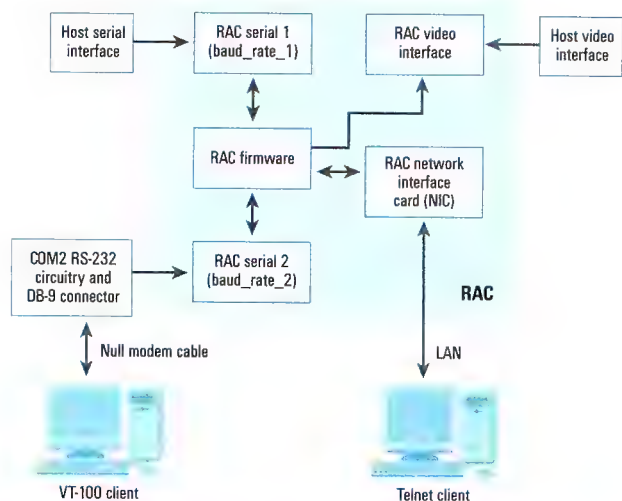 Host serial
interface
RAC serial 1
(baud_rate_1)
RAC video
interface
Host video
interface
RAC firmware
RAC network
interface
card (NIC)
COM2 RS-232
circuitry and
DB-9 connector
RAC serial 2
(baud_rate_2)
RAC
Null modem cable
LAN
VT-100 client
Telnet client